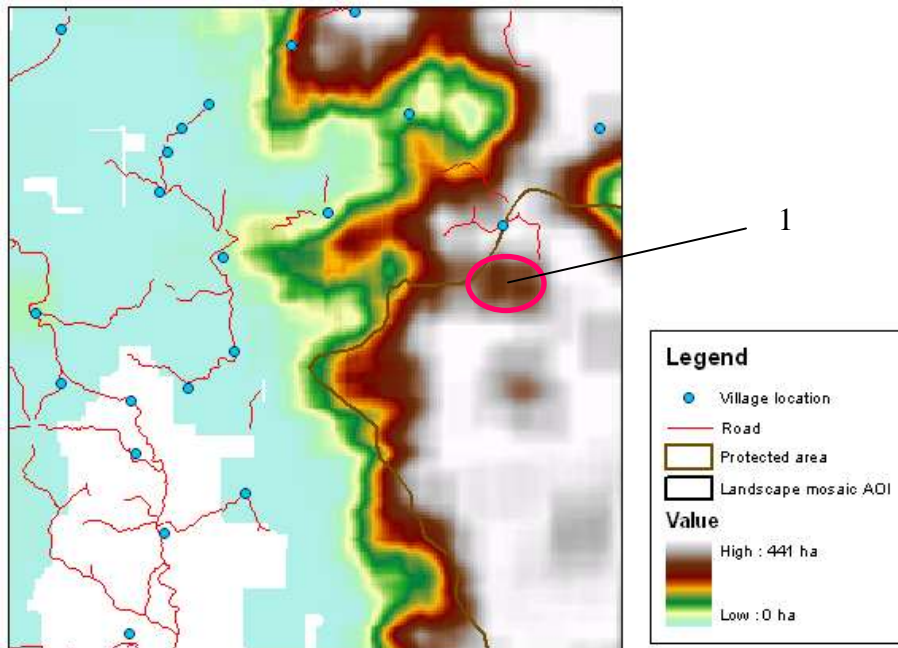 1
Legend
Village location
Road
Protected area
Landscape mosaic AOI
Value
High : 441 ha
Low : 0 ha